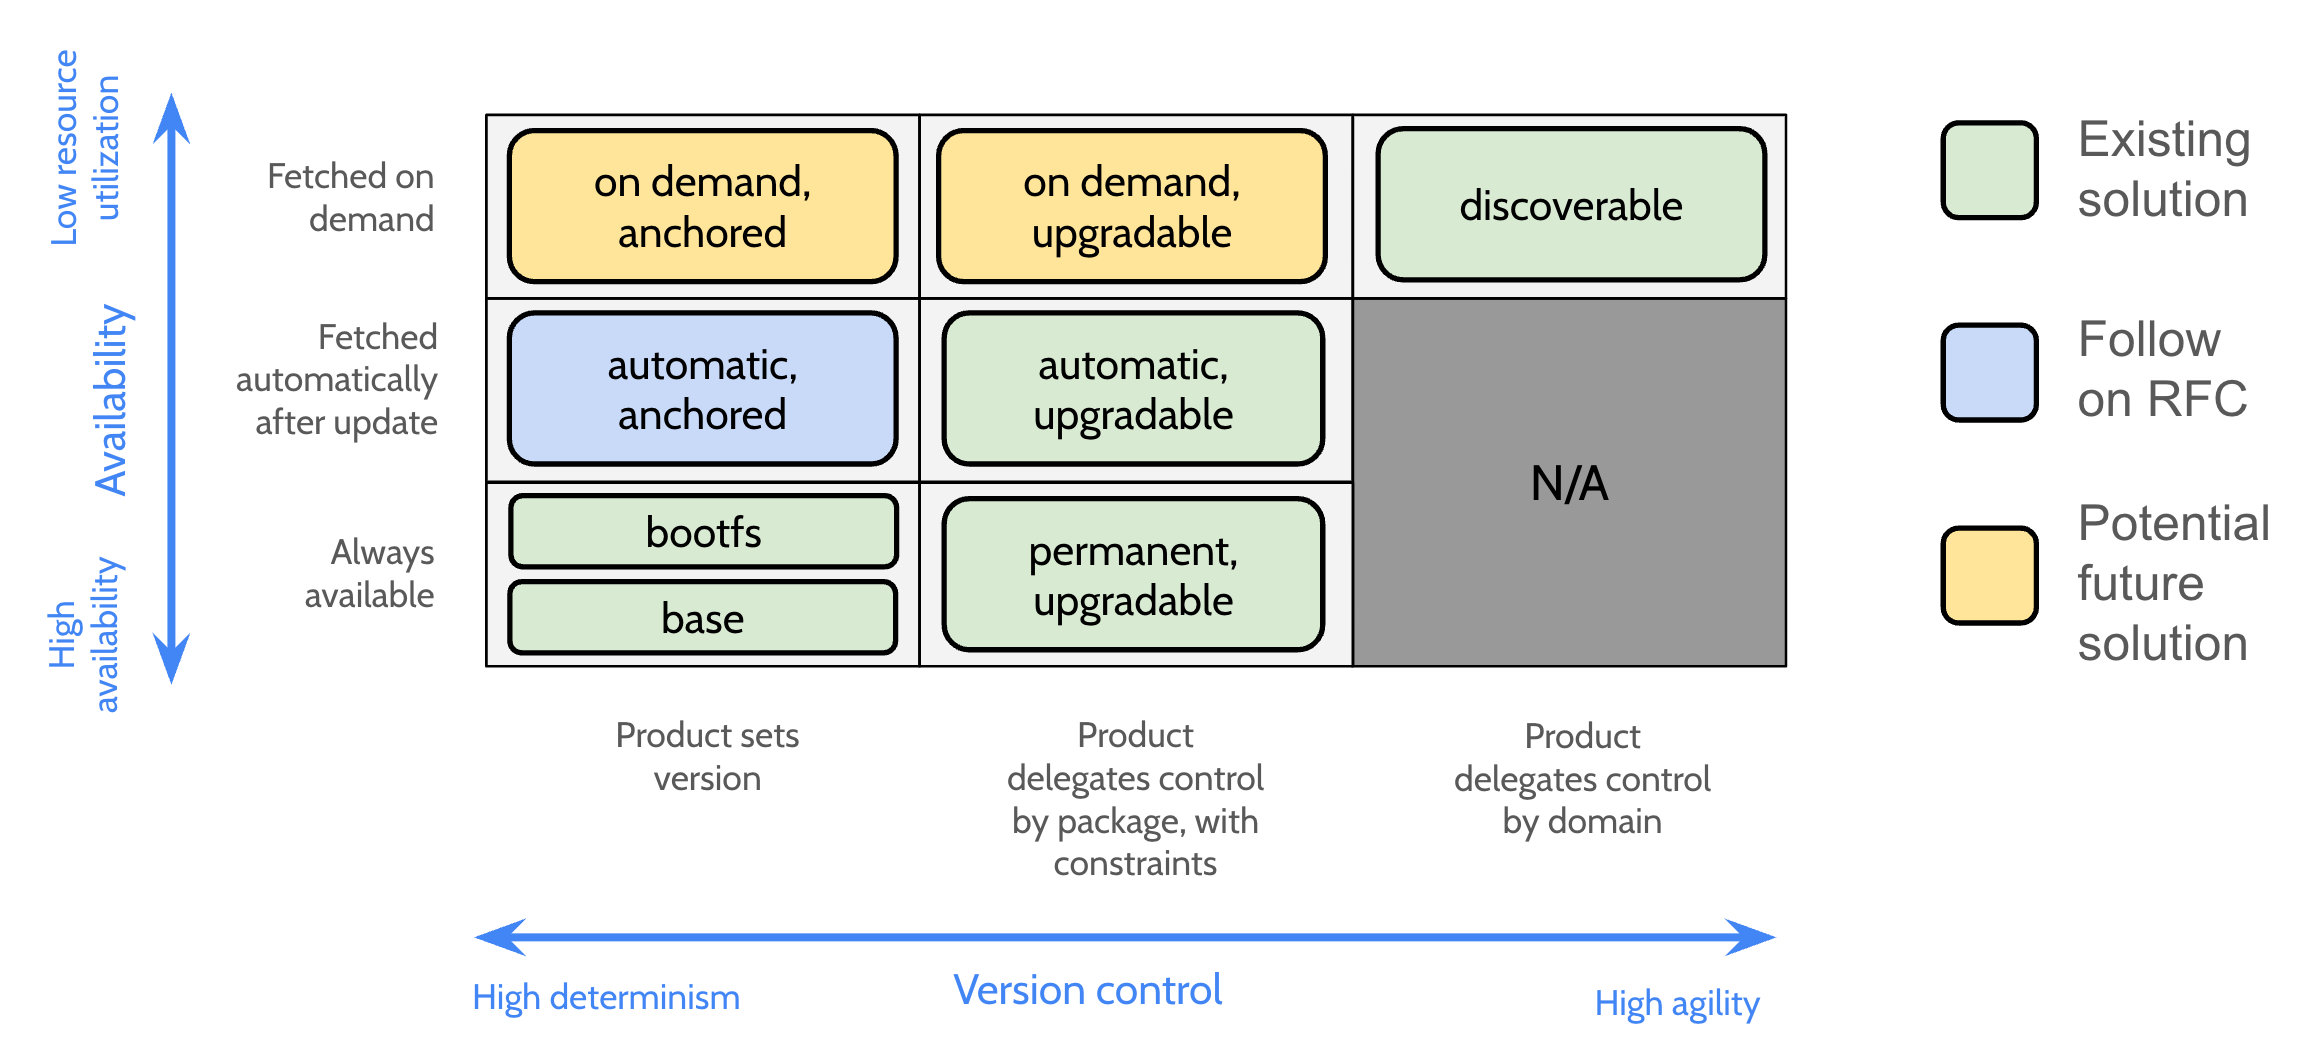 Low resource
utilization
Availability
High
availability
Fetched on
demand
Fetched
automatically
after update
Always
available
on demand,
anchored
on demand,
upgradable
discoverable
automatic,
anchored
automatic,
upgradable
N/A
bootfs
base
permanent,
upgradable
Product sets
version
Product
delegates control
by package, with
constraints
Product
delegates control
by domain
High determinism
Version control
High agility
Existing
solution
Follow
on RFC
Potential
future
solution